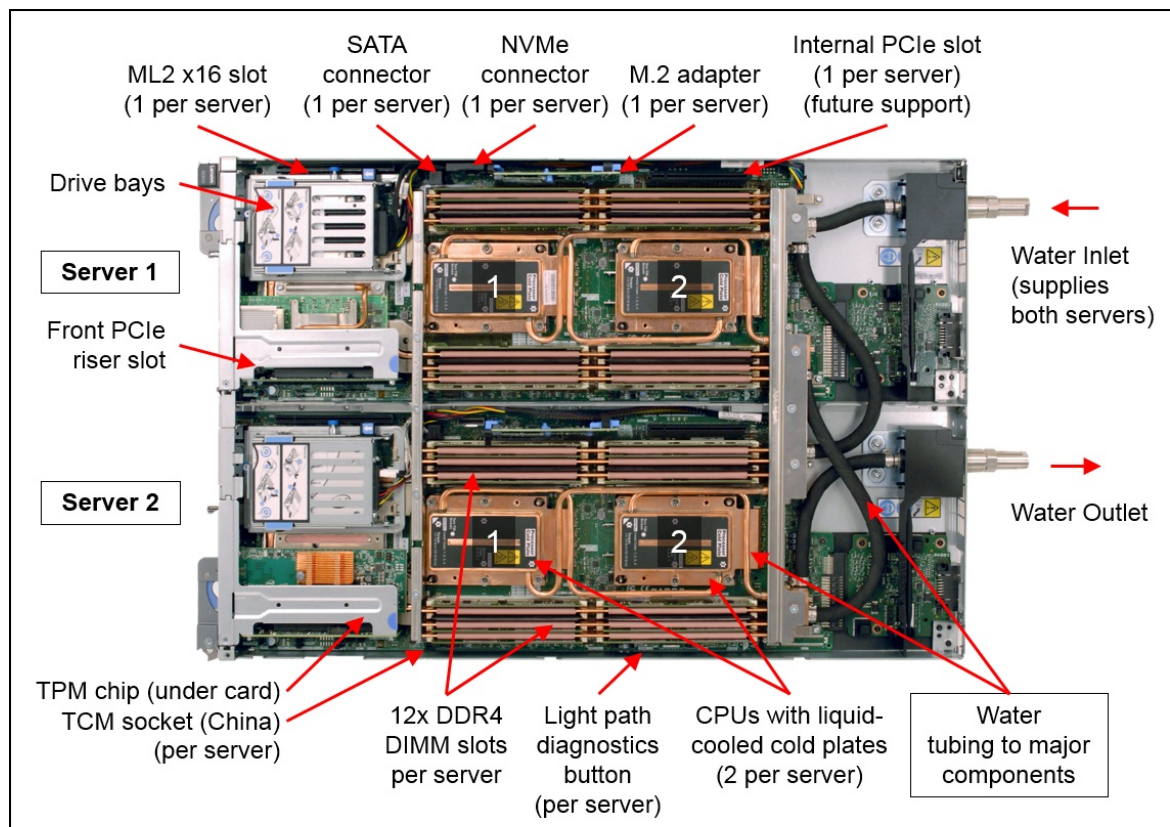 SATA
connector
(1 per server)
NVMe
connector
(1 per server)
Internal PCIe slot
(1 per server)
(future support)
ML2 x16 slot
(1 per server)
M.2 adapter
(1 per server)
Drive bays
Server 1
1
2
Water Inlet
(supplies
both servers)
Front PCIe
riser slot
Server 2
1
2
Water Outlet
TPM chip (under card)
TCM socket (China)
(per server)
12x DDR4
DIMM slots
per server
Light path
diagnostics
button
(per server)
CPUs with liquid-
cooled cold plates
(2 per server)
Water
tubing to major
components